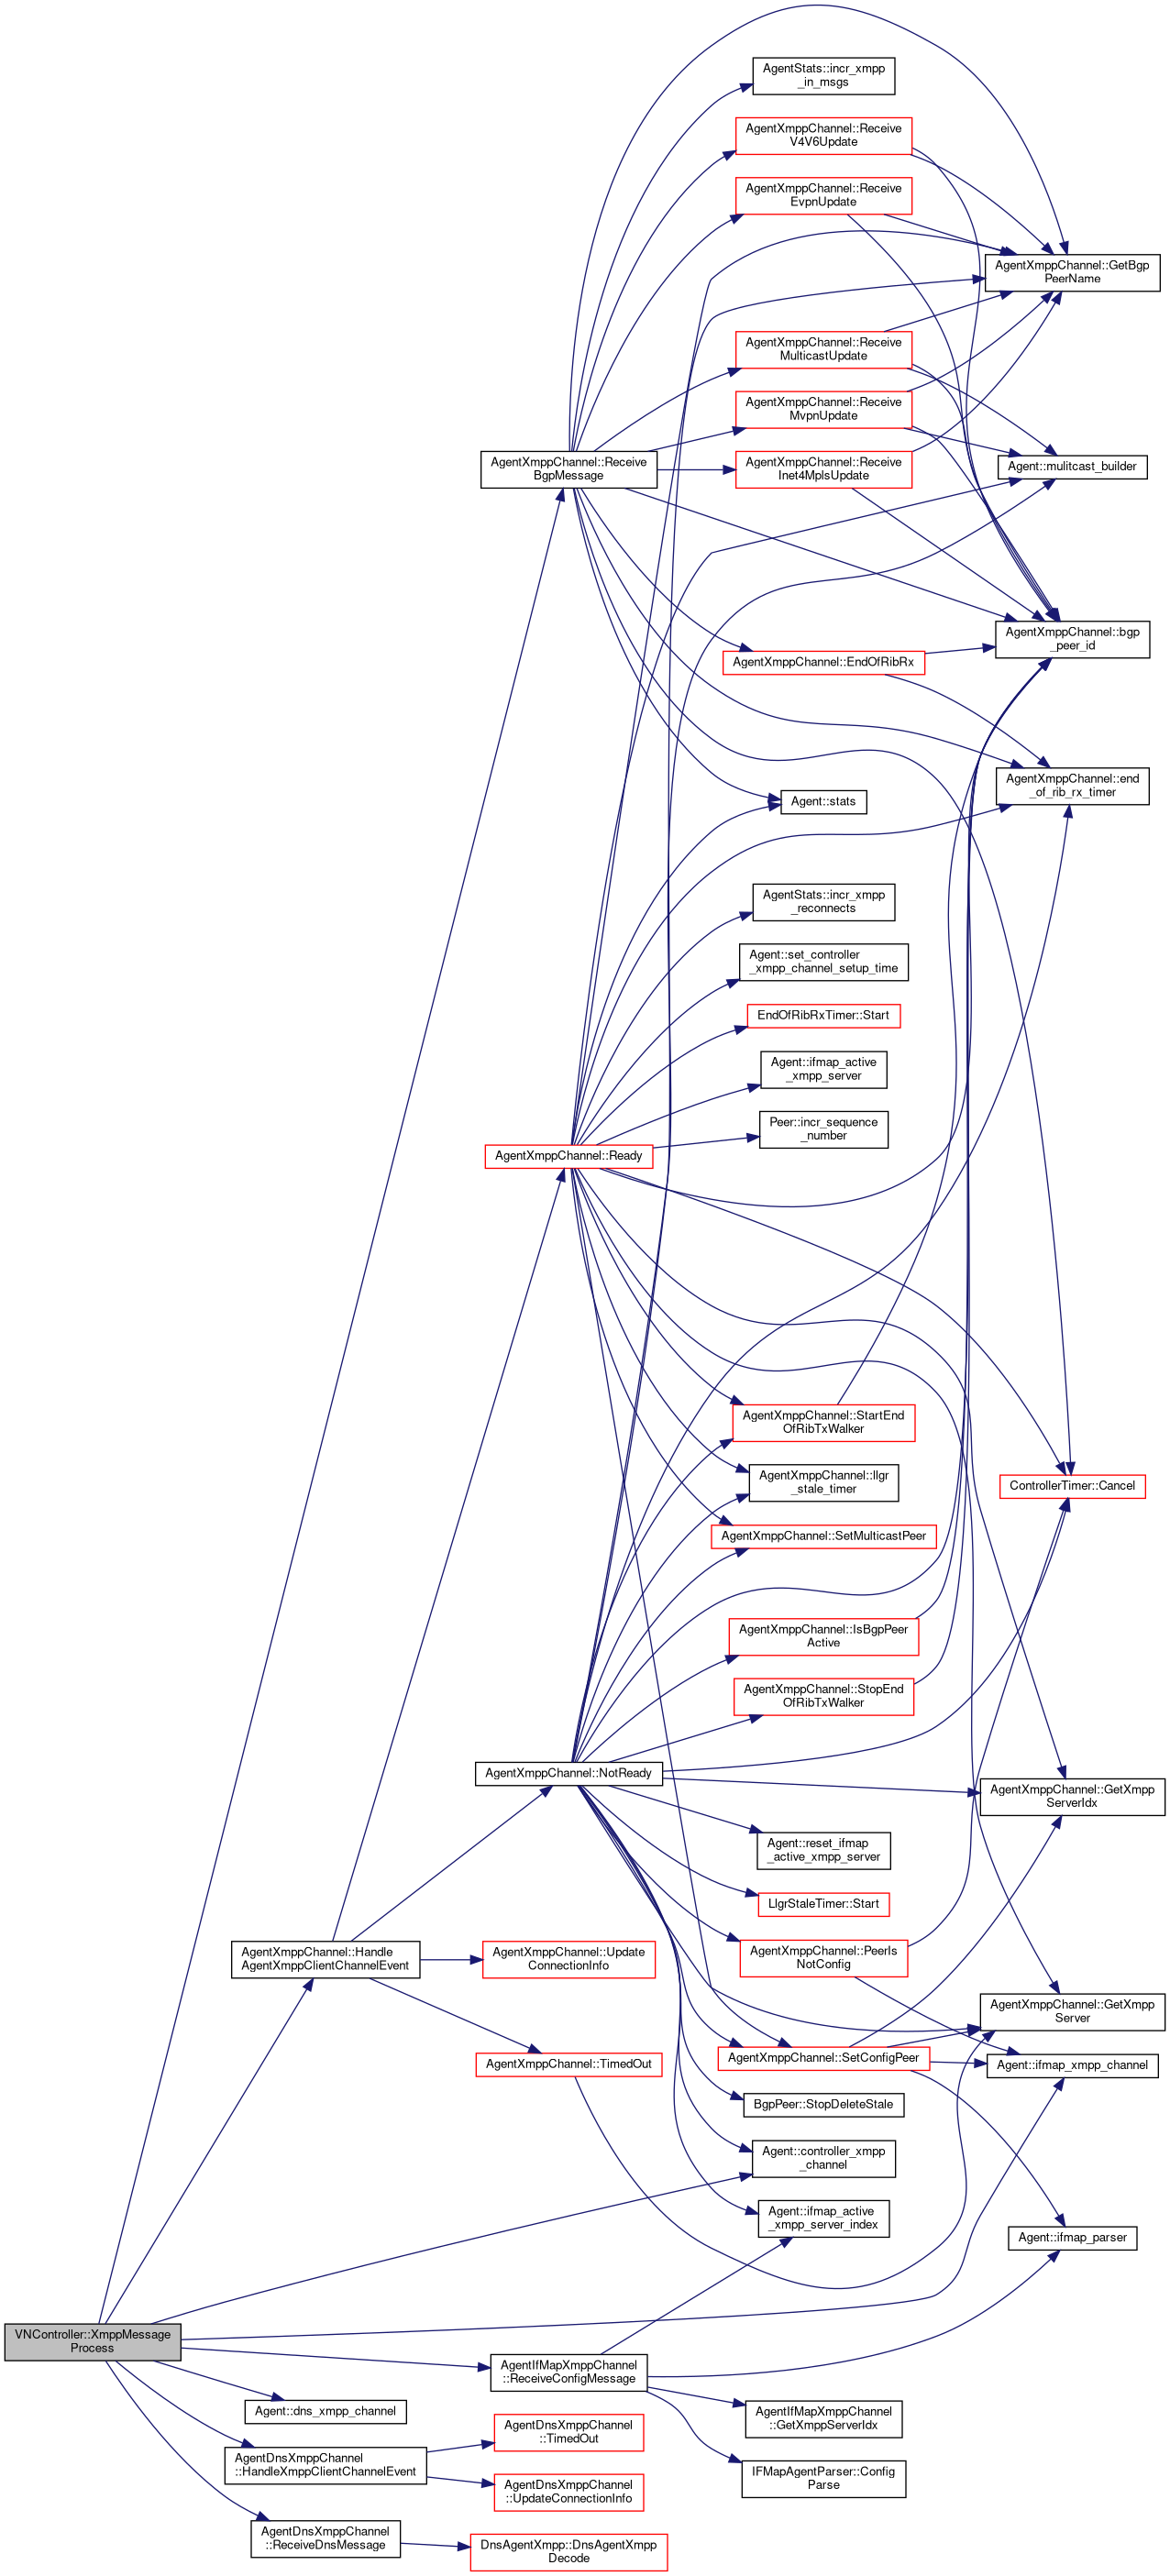 AgentStats::incr_xmpp
_in_msgs
AgentXmppChannel::Receive
V4V6Update
AgentXmppChannel::Receive
EvpnUpdate
AgentXmppChannel::GetBgp
PeerName
AgentXmppChannel::Receive
MulticastUpdate
AgentXmppChannel::Receive
MvpnUpdate
AgentXmppChannel::Receive
BgpMessage
AgentXmppChannel::Receive
Inet4MplsUpdate
Agent::mulitcast_builder
AgentXmppChannel::bgp
_peer_id
AgentXmppChannel::EndOfRibRx
AgentXmppChannel::end
_of_rib_rx_timer
Agent::stats
AgentStats::incr_xmpp
_reconnects
Agent::set_controller
_xmpp_channel_setup_time
EndOfRibRxTimer::Start
Agent::ifmap_active
_xmpp_server
Peer::incr_sequence
_number
AgentXmppChannel::Ready
AgentXmppChannel::StartEnd
OfRibTxWalker
AgentXmppChannel::llgr
_stale_timer
ControllerTimer::Cancel
AgentXmppChannel::SetMulticastPeer
AgentXmppChannel::IsBgpPeer
Active
AgentXmppChannel::StopEnd
OfRibTxWalker
AgentXmppChannel::NotReady
AgentXmppChannel::GetXmpp
ServerIdx
Agent::reset_ifmap
_active_xmpp_server
LlgrStaleTimer::Start
AgentXmppChannel::Handle
AgentXmppClientChannelEvent
AgentXmppChannel::Update
ConnectionInfo
AgentXmppChannel::PeerIs
NotConfig
AgentXmppChannel::GetXmpp
Server
AgentXmppChannel::TimedOut
AgentXmppChannel::SetConfigPeer
Agent::ifmap_xmpp_channel
BgpPeer::StopDeleteStale
Agent::controller_xmpp
_channel
Agent::ifmap_active
_xmpp_server_index
Agent::ifmap_parser
VNController::XmppMessage
Process
AgentIfMapXmppChannel
::ReceiveConfigMessage
Agent::dns_xmpp_channel
AgentIfMapXmppChannel
::GetXmppServerIdx
AgentDnsXmppChannel
::TimedOut
AgentDnsXmppChannel
::HandleXmppClientChannelEvent
IFMapAgentParser::Config
Parse
AgentDnsXmppChannel
::UpdateConnectionInfo
AgentDnsXmppChannel
::ReceiveDnsMessage
DnsAgentXmpp::DnsAgentXmpp
Decode